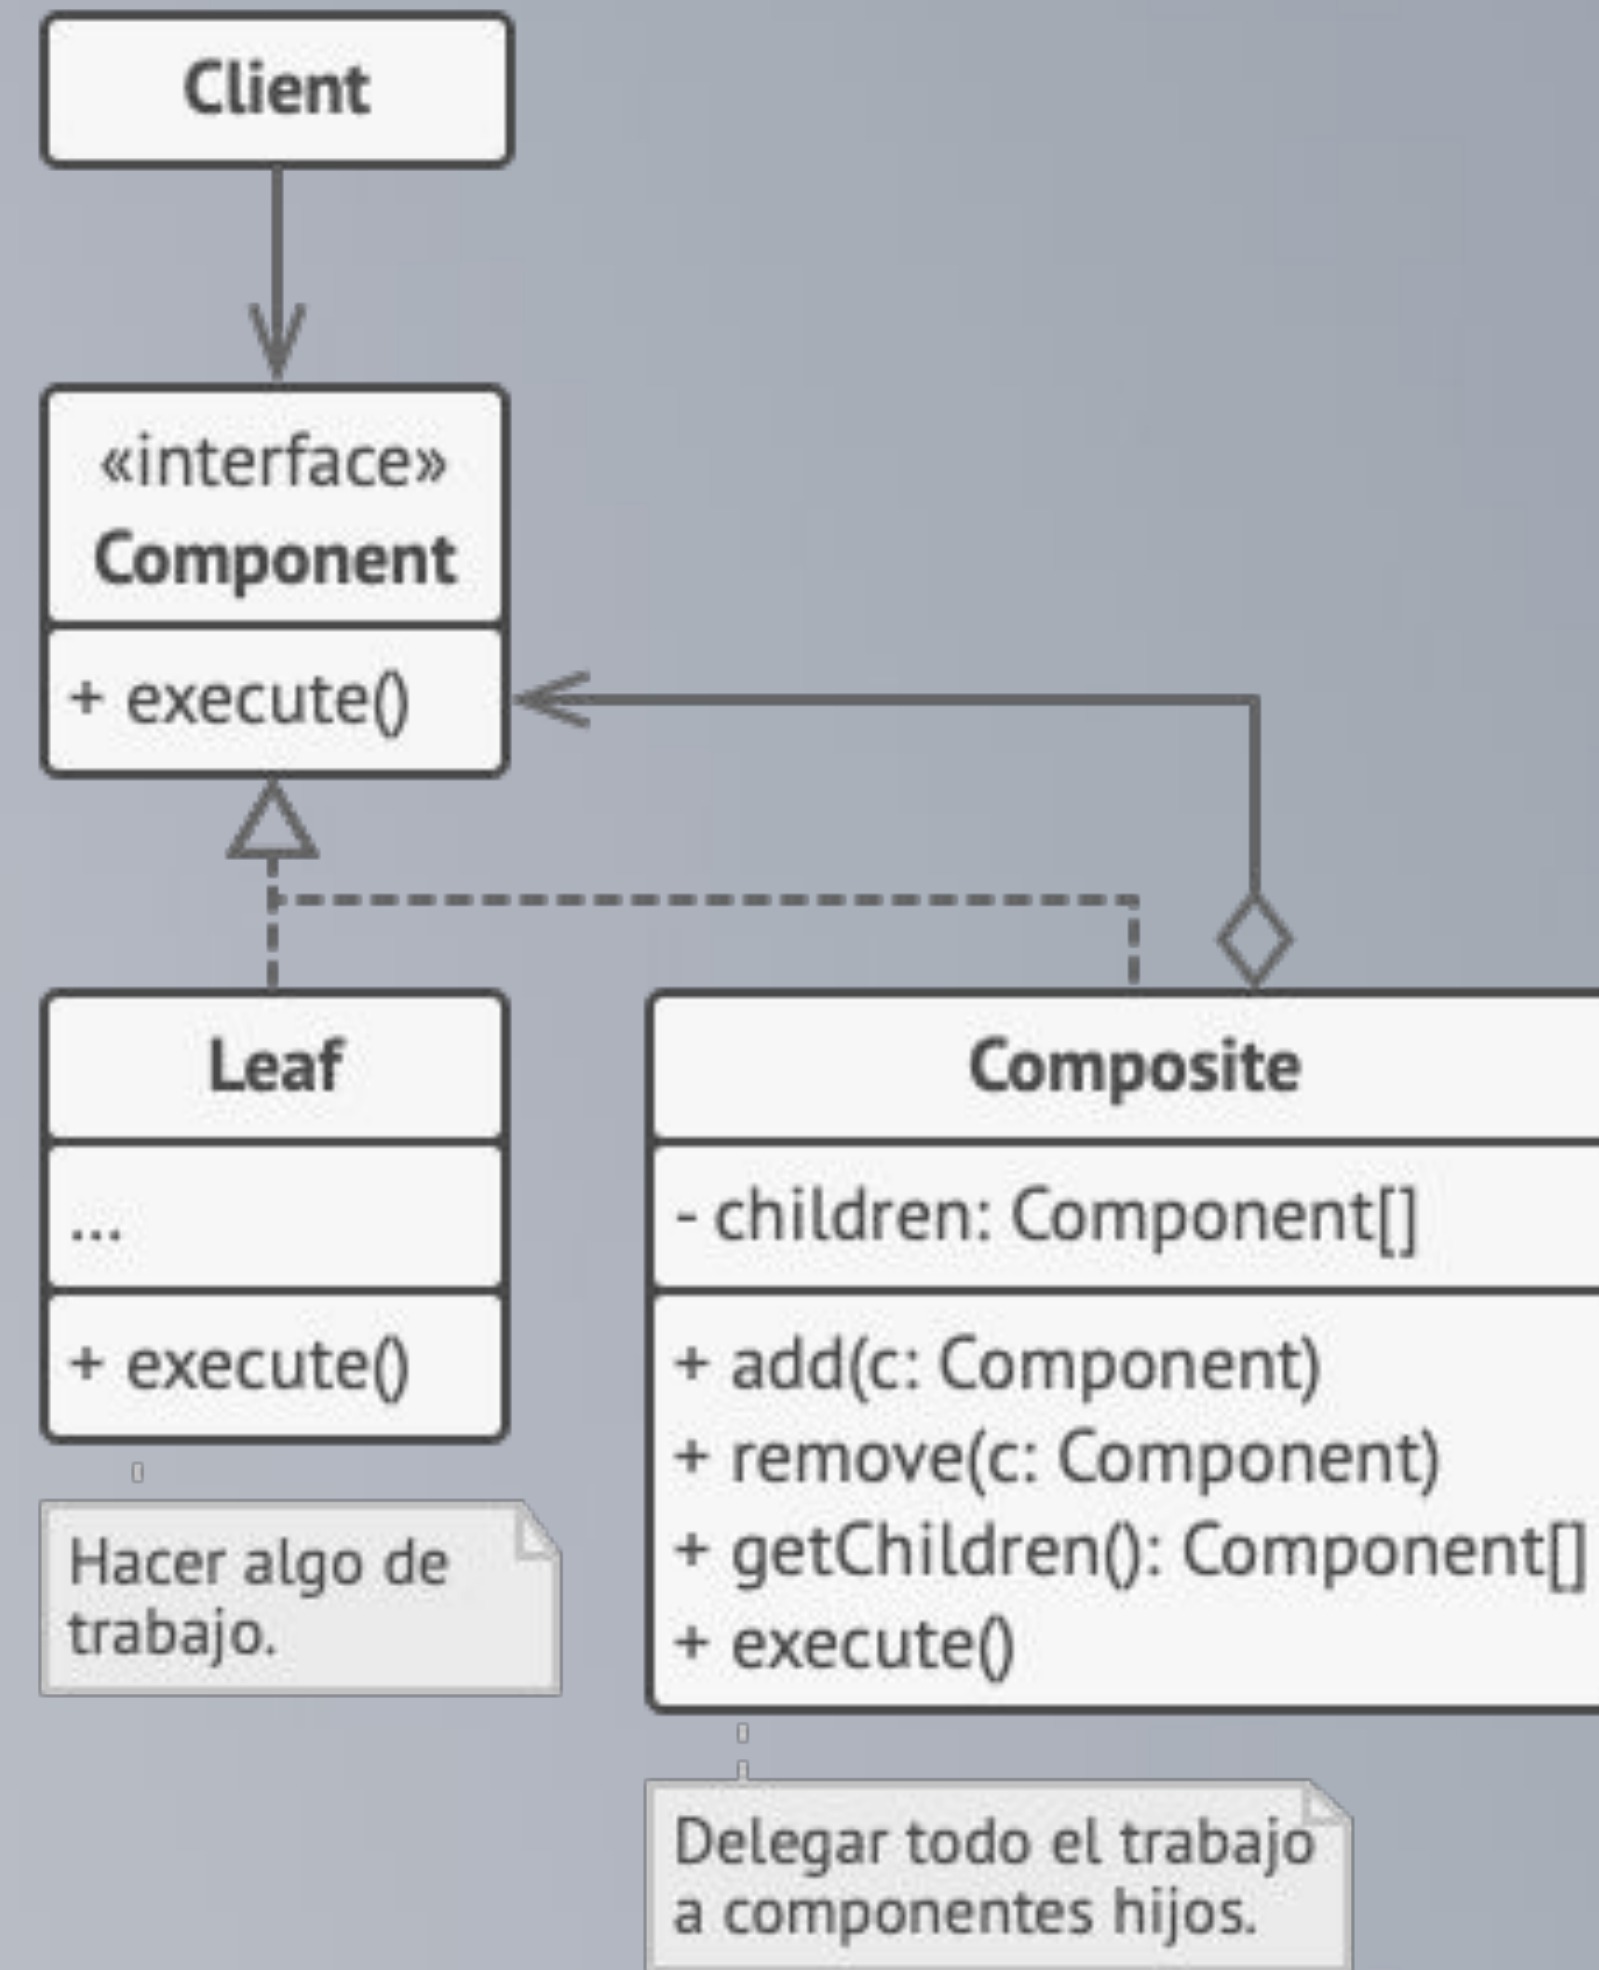 Client
«interface»
Component
+ execute()
Leaf
...
+ execute()
Hacer algo de
trabajo.
Composite
- children: Component[]
+ add(c: Component)
+ remove(c: Component)
+ getChildren(): Component[]
+ execute()
Delegar todo el trabajo
a componentes hijos.